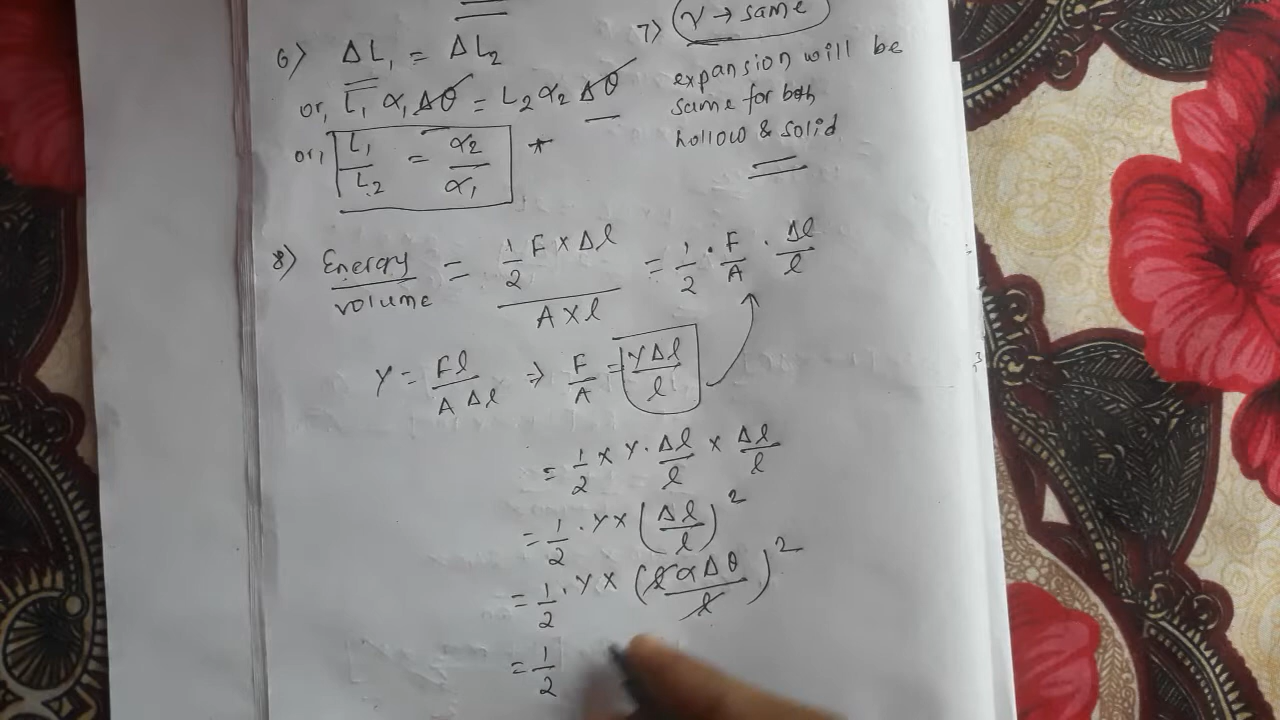 6) ΔL₁ = ΔL₂
or, L₁ α₁ Δθ = L₂ α₂ Δθ
or, L₁/L₂ = α₂/α₁ *
7) γ → same
expansion will be
same for both
hollow & solid
8) Energy/volume = (1/2 F × Δl)/(A × l) = 1/2 · F/A · Δl/l
Y = Fl/(A Δl) ⇒ F/A = YΔl/l
= 1/2 × Y · Δl/l × Δl/l
= 1/2 · Y × (Δl/l)²
= 1/2 · Y × (lαΔθ/l)²
= 1/2